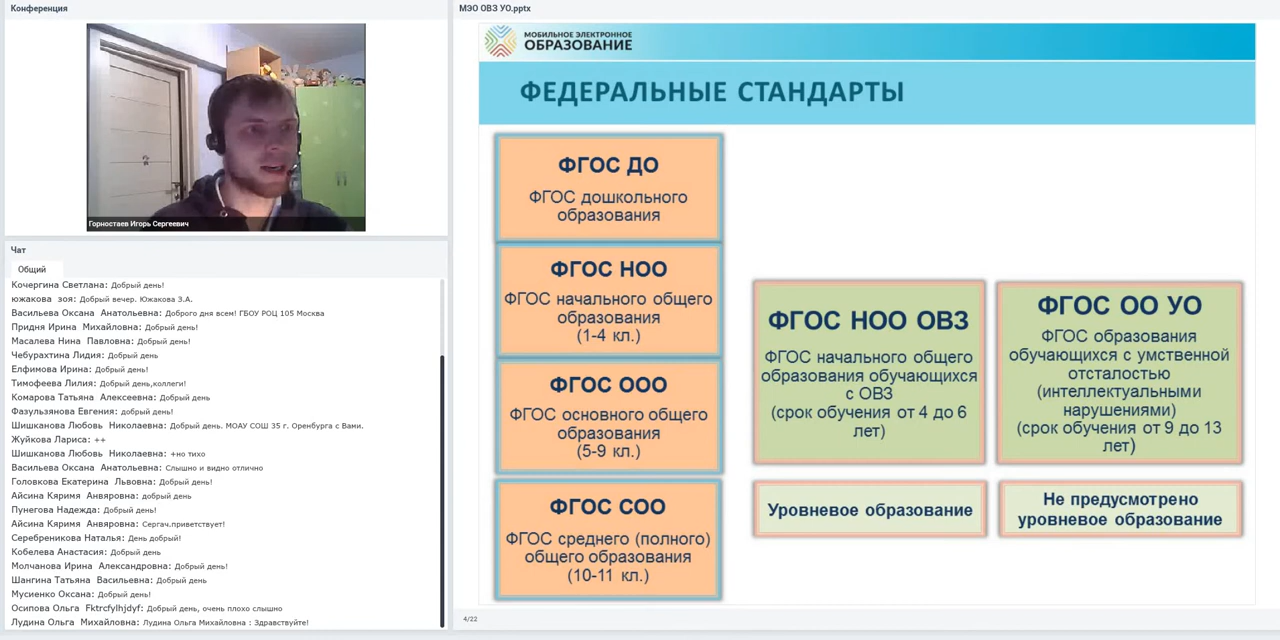 Конференция
Горностаев Игорь Сергеевич
Чат
Общий
Кочергина Светлана: Добрый день!
южакова зоя: Добрый вечер. Южакова З.А.
Васильева Оксана Анатольевна: Доброго дня всем! ГБОУ РОЦ 105 Москва
Придня Ирина Михайловна: Добрый день!
Масалева Нина Павловна: Добрый день!
Чебурахтина Лидия: Добрый день
Елфимова Ирина: Добрый день!
Тимофеева Лилия: Добрый день,коллеги!
Комарова Татьяна Алексеевна: Добрый день
Фазульзянова Евгения: добрый день!
Шишканова Любовь Николаевна: Добрый день. МОАУ СОШ 35 г. Оренбурга с Вами.
Жуйкова Лариса: ++
Шишканова Любовь Николаевна: +но тихо
Васильева Оксана Анатольевна: Слышно и видно отлично
Головкова Екатерина Львовна: Добрый день!
Айсина Кяримя Анвяровна: добрый день
Пунегова Надежда: Добрый день!
Айсина Кяримя Анвяровна: Сергач.приветствует!
Серебреникова Наталья: День добрый!
Кобелева Анастасия: Добрый день
Молчанова Ирина Александровна: Добрый день!
Шангина Татьяна Васильевна: Добрый день
Мусиенко Оксана: Добрый день!
Осипова Ольга Fktrcfylhjdyf: Добрый день, очень плохо слышно
Лудина Ольга Михайловна: Лудина Ольга Михайловна : Здравствуйте!
МЭО ОВЗ УО.pptx
МОБИЛЬНОЕ ЭЛЕКТРОННОЕ
ОБРАЗОВАНИЕ
ФЕДЕРАЛЬНЫЕ СТАНДАРТЫ
ФГОС ДО
ФГОС дошкольного
образования
ФГОС НОО
ФГОС начального общего
образования
(1-4 кл.)
ФГОС ООО
ФГОС основного общего
образования
(5-9 кл.)
ФГОС СОО
ФГОС среднего (полного)
общего образования
(10-11 кл.)
ФГОС НОО ОВЗ
ФГОС начального общего
образования обучающихся
с ОВЗ
(срок обучения от 4 до 6
лет)
Уровневое образование
ФГОС ОО УО
ФГОС образования
обучающихся с умственной
отсталостью
(интеллектуальными
нарушениями)
(срок обучения от 9 до 13
лет)
Не предусмотрено
уровневое образование
4/22